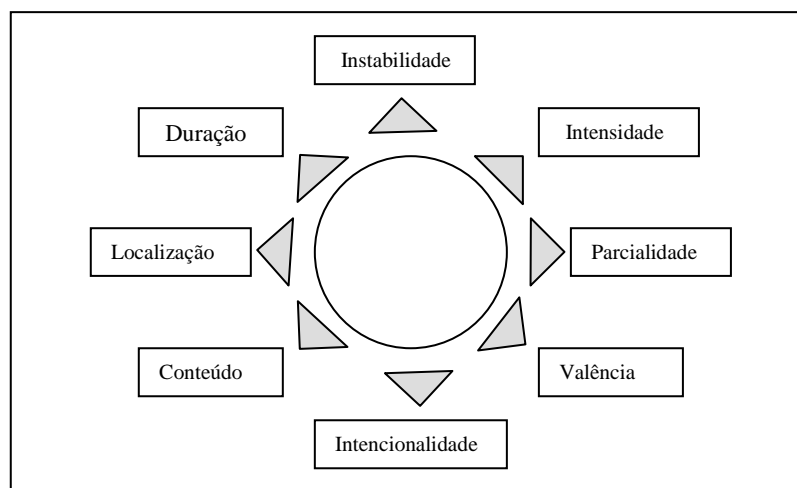 Instabilidade
Duração
Intensidade
Localização
Parcialidade
Conteúdo
Valência
Intencionalidade